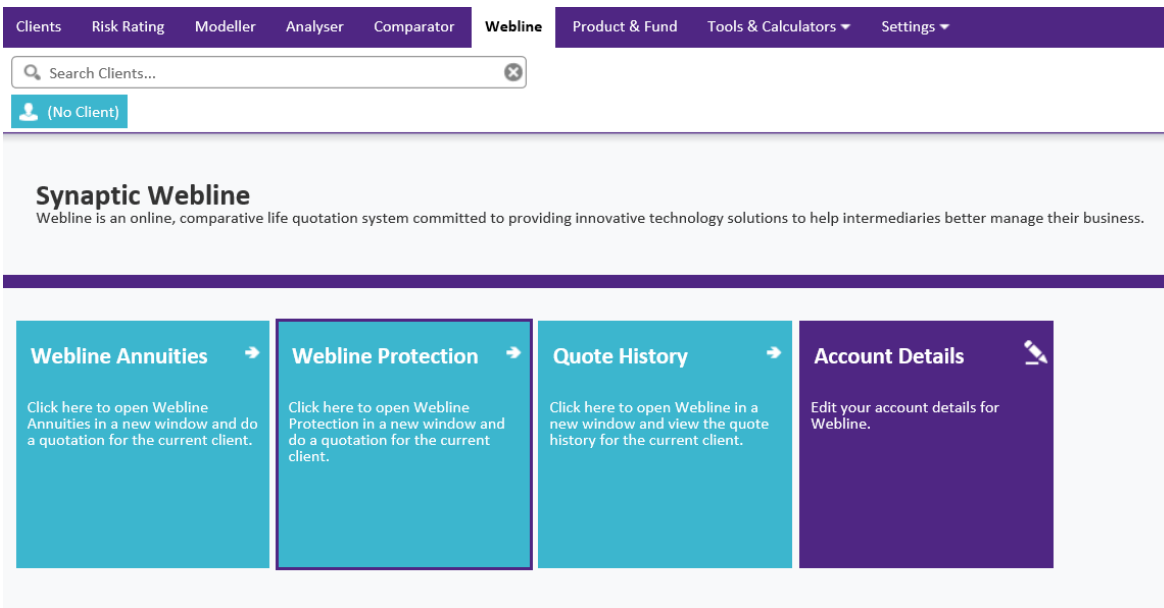 Clients Risk Rating Modeller Analyser Comparator Webline Product & Fund Tools & Calculators Settings
Search Clients...
(No Client)
Synaptic Webline
Webline is an online, comparative life quotation system committed to providing innovative technology solutions to help intermediaries better manage their business.
Webline Annuities
Click here to open Webline
Annuities in a new window and do
a quotation for the current client.
Webline Protection
Click here to open Webline
Protection in a new window and
do a quotation for the current
client.
Quote History
Click here to open Webline in a
new window and view the quote
history for the current client.
Account Details
Edit your account details for
Webline.